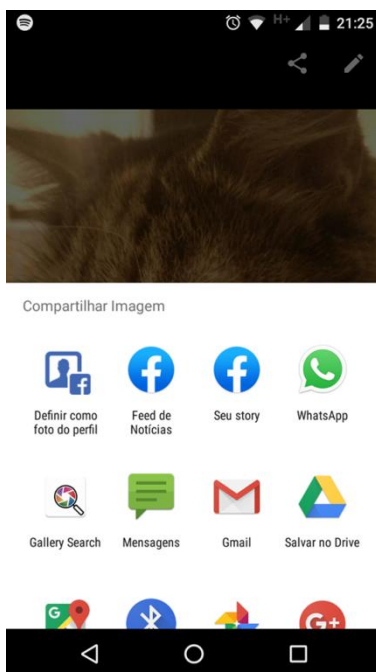 H+ 21:25
Compartilhar Imagem
Definir como
foto do perfil
Feed de
Notícias
Seu story
WhatsApp
Gallery Search
Mensagens
Gmail
Salvar no Drive
G
G+